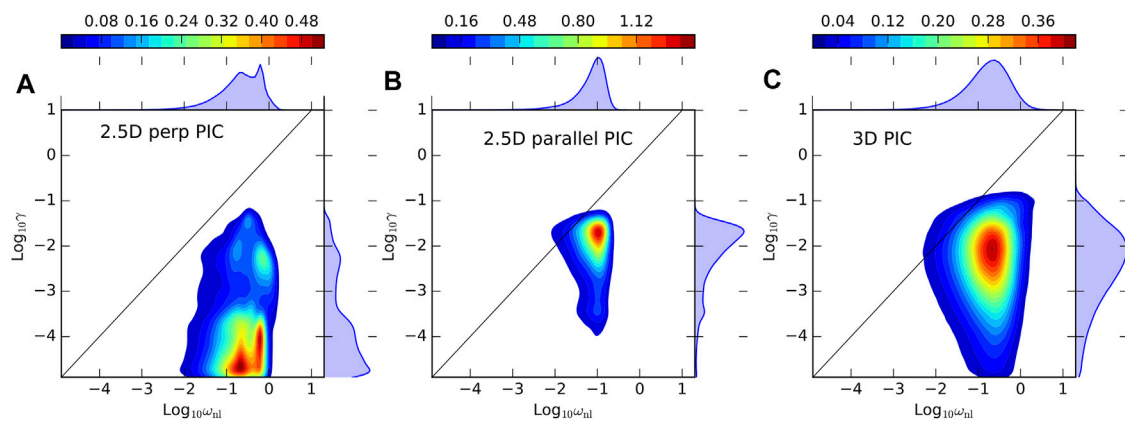 0.08 0.16 0.24 0.32 0.40 0.48
A
2.5D perp PIC
1
0
−1
−2
−3
−4
Log₁₀γ
−4 −3 −2 −1 0 1
Log₁₀ωnl
0.16 0.48 0.80 1.12
B
2.5D parallel PIC
1
0
−1
−2
−3
−4
Log₁₀γ
−4 −3 −2 −1 0 1
Log₁₀ωnl
0.04 0.12 0.20 0.28 0.36
C
3D PIC
1
0
−1
−2
−3
−4
Log₁₀γ
−4 −3 −2 −1 0 1
Log₁₀ωnl